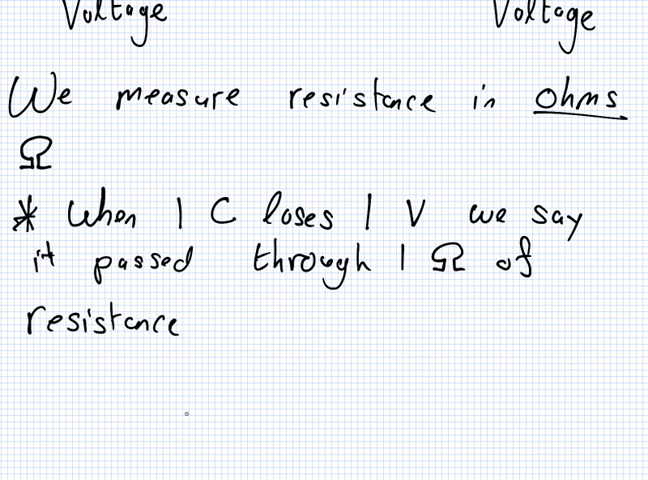 Voltage Voltage
We measure resistance in ohms
Ω
* When 1 C loses 1 V we say
it passed through 1 Ω of
resistance